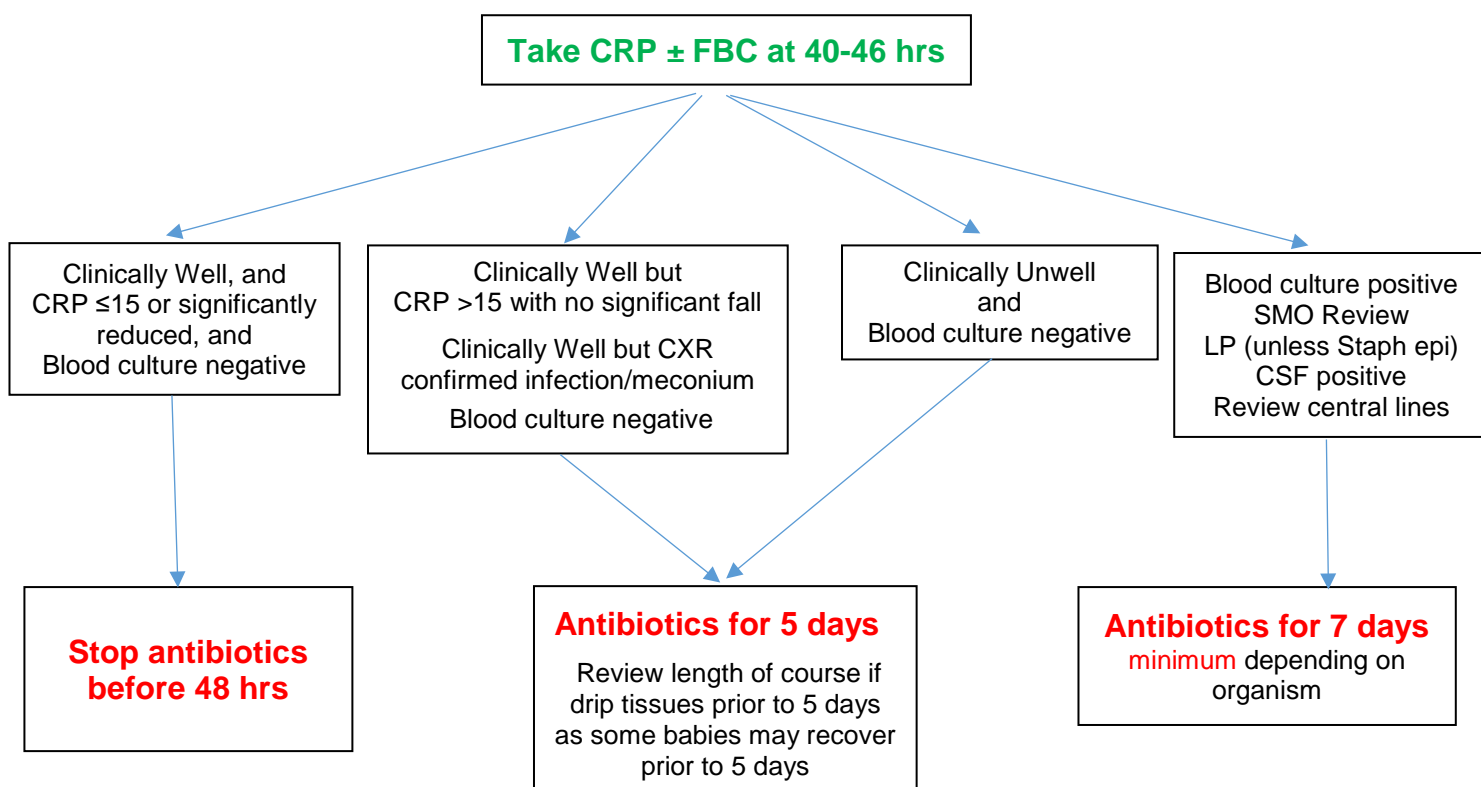 Take CRP ± FBC at 40-46 hrs
Clinically Well, and
CRP ≤15 or significantly
reduced, and
Blood culture negative
Clinically Well but
CRP >15 with no significant fall
Clinically Well but CXR
confirmed infection/meconium
Blood culture negative
Clinically Unwell
and
Blood culture negative
Blood culture positive
SMO Review
LP (unless Staph epi)
CSF positive
Review central lines
Stop antibiotics
before 48 hrs
Antibiotics for 5 days
Review length of course if
drip tissues prior to 5 days
as some babies may recover
prior to 5 days
Antibiotics for 7 days
minimum depending on
organism